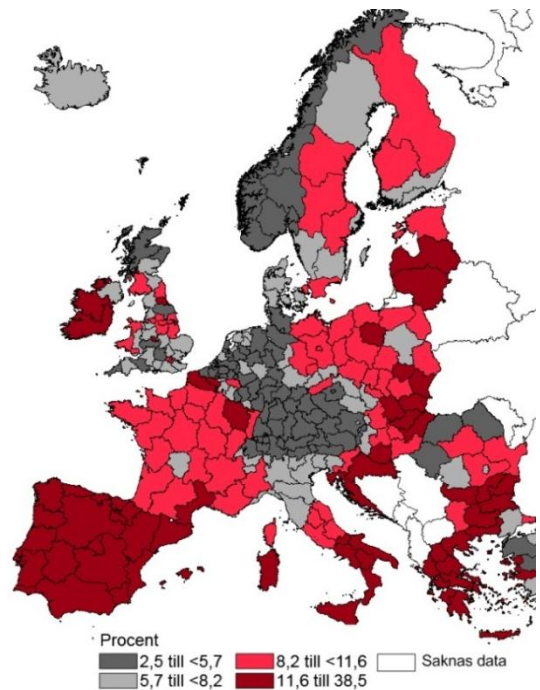 Procent
2,5 till <5,7
8,2 till <11,6
Saknas data
5,7 till <8,2
11,6 till 38,5